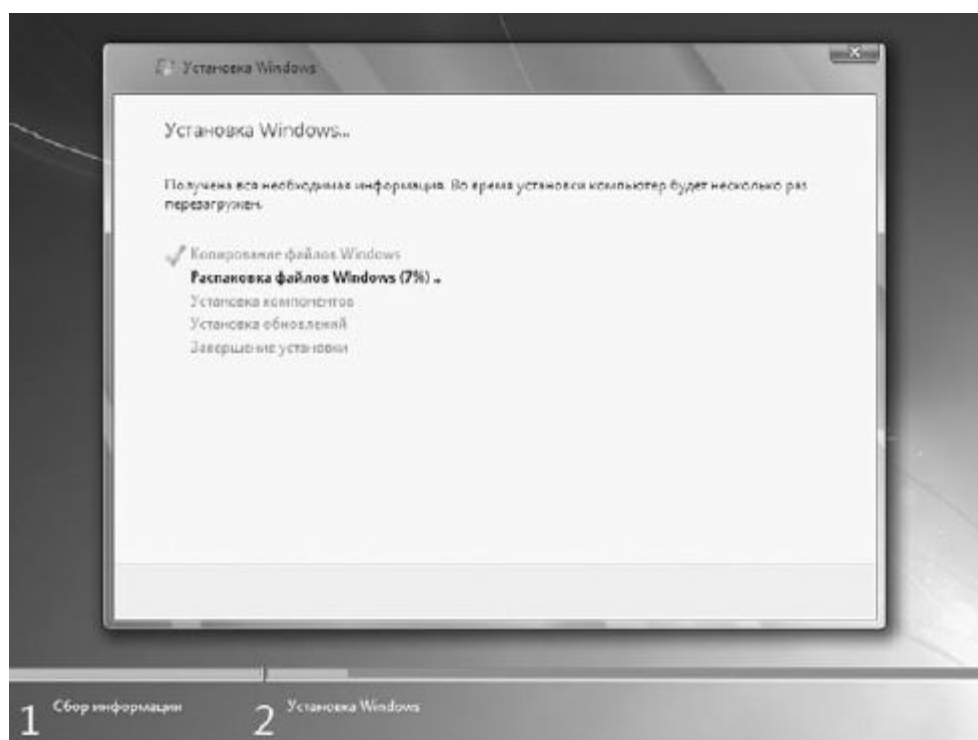 Установка Windows
Установка Windows...
Получена вся необходимая информация. Во время установки компьютер будет несколько раз
перезагружен.
Копирование файлов Windows
Распаковка файлов Windows (7%) ..
Установка компонентов
Установка обновлений
Завершение установки
1 Сбор информации
2 Установка Windows